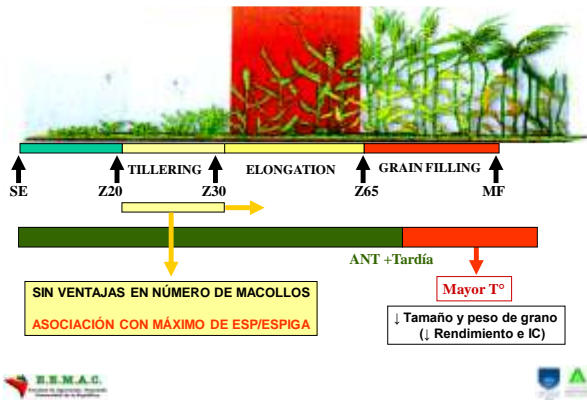 TILLERING ELONGATION GRAIN FILLING
SE Z20 Z30 Z65 MF
ANT +Tardía
SIN VENTAJAS EN NÚMERO DE MACOLLOS
ASOCIACIÓN CON MÁXIMO DE ESP/ESPIGA
Mayor T°
↓ Tamaño y peso de grano
(↓ Rendimiento e IC)
E.E.M.A.C.